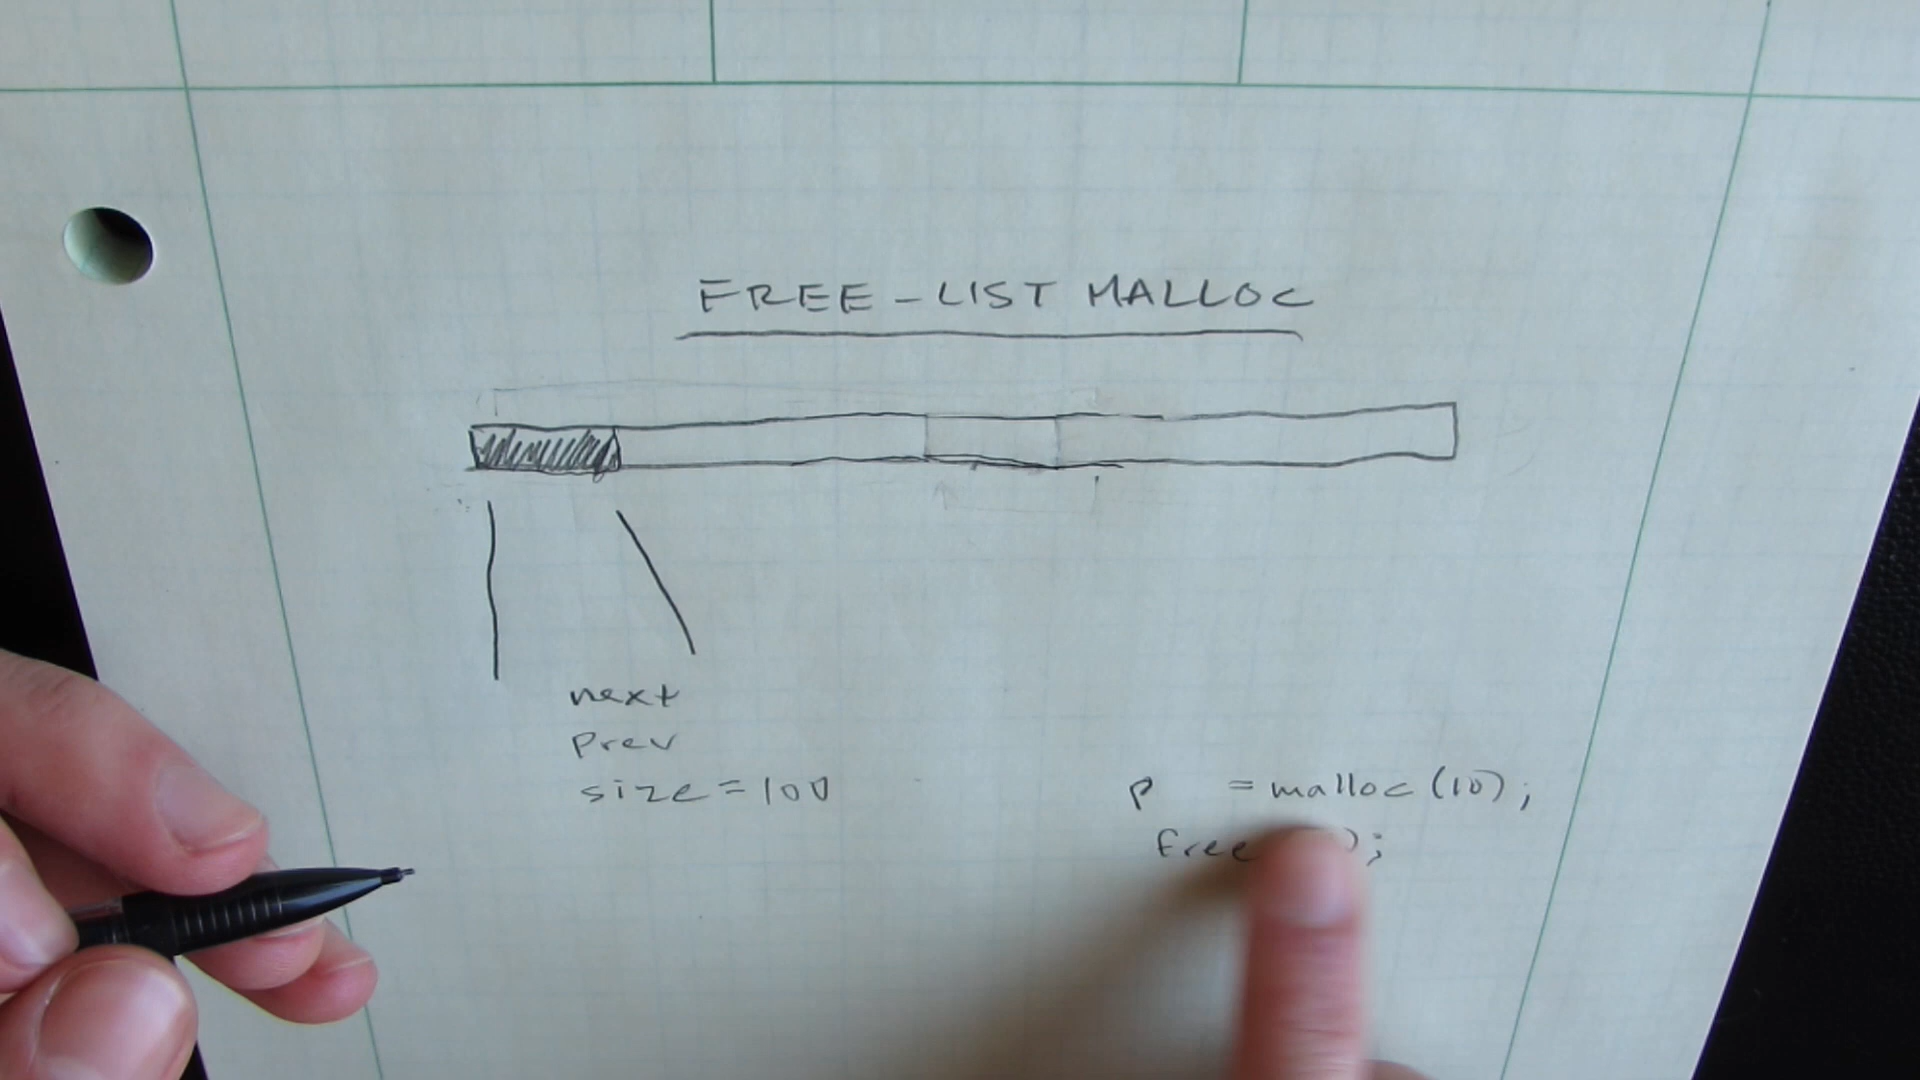 FREE-LIST MALLOC
next
prev
size=100
p = malloc(10);
free );